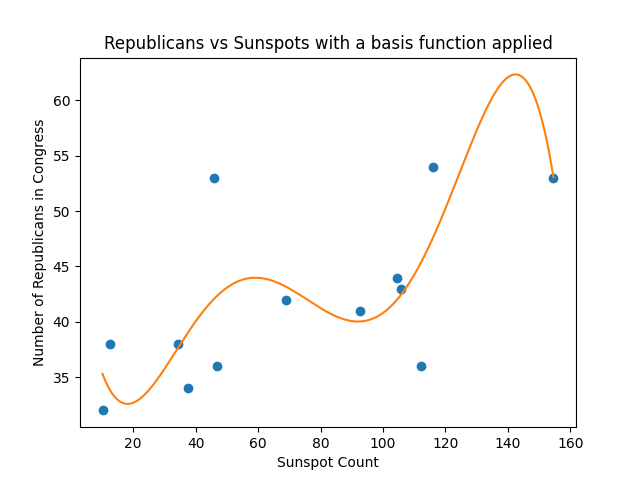 Republicans vs Sunspots with a basis function applied
60
55
50
45
40
35
Number of Republicans in Congress
20 40 60 80 100 120 140 160
Sunspot Count